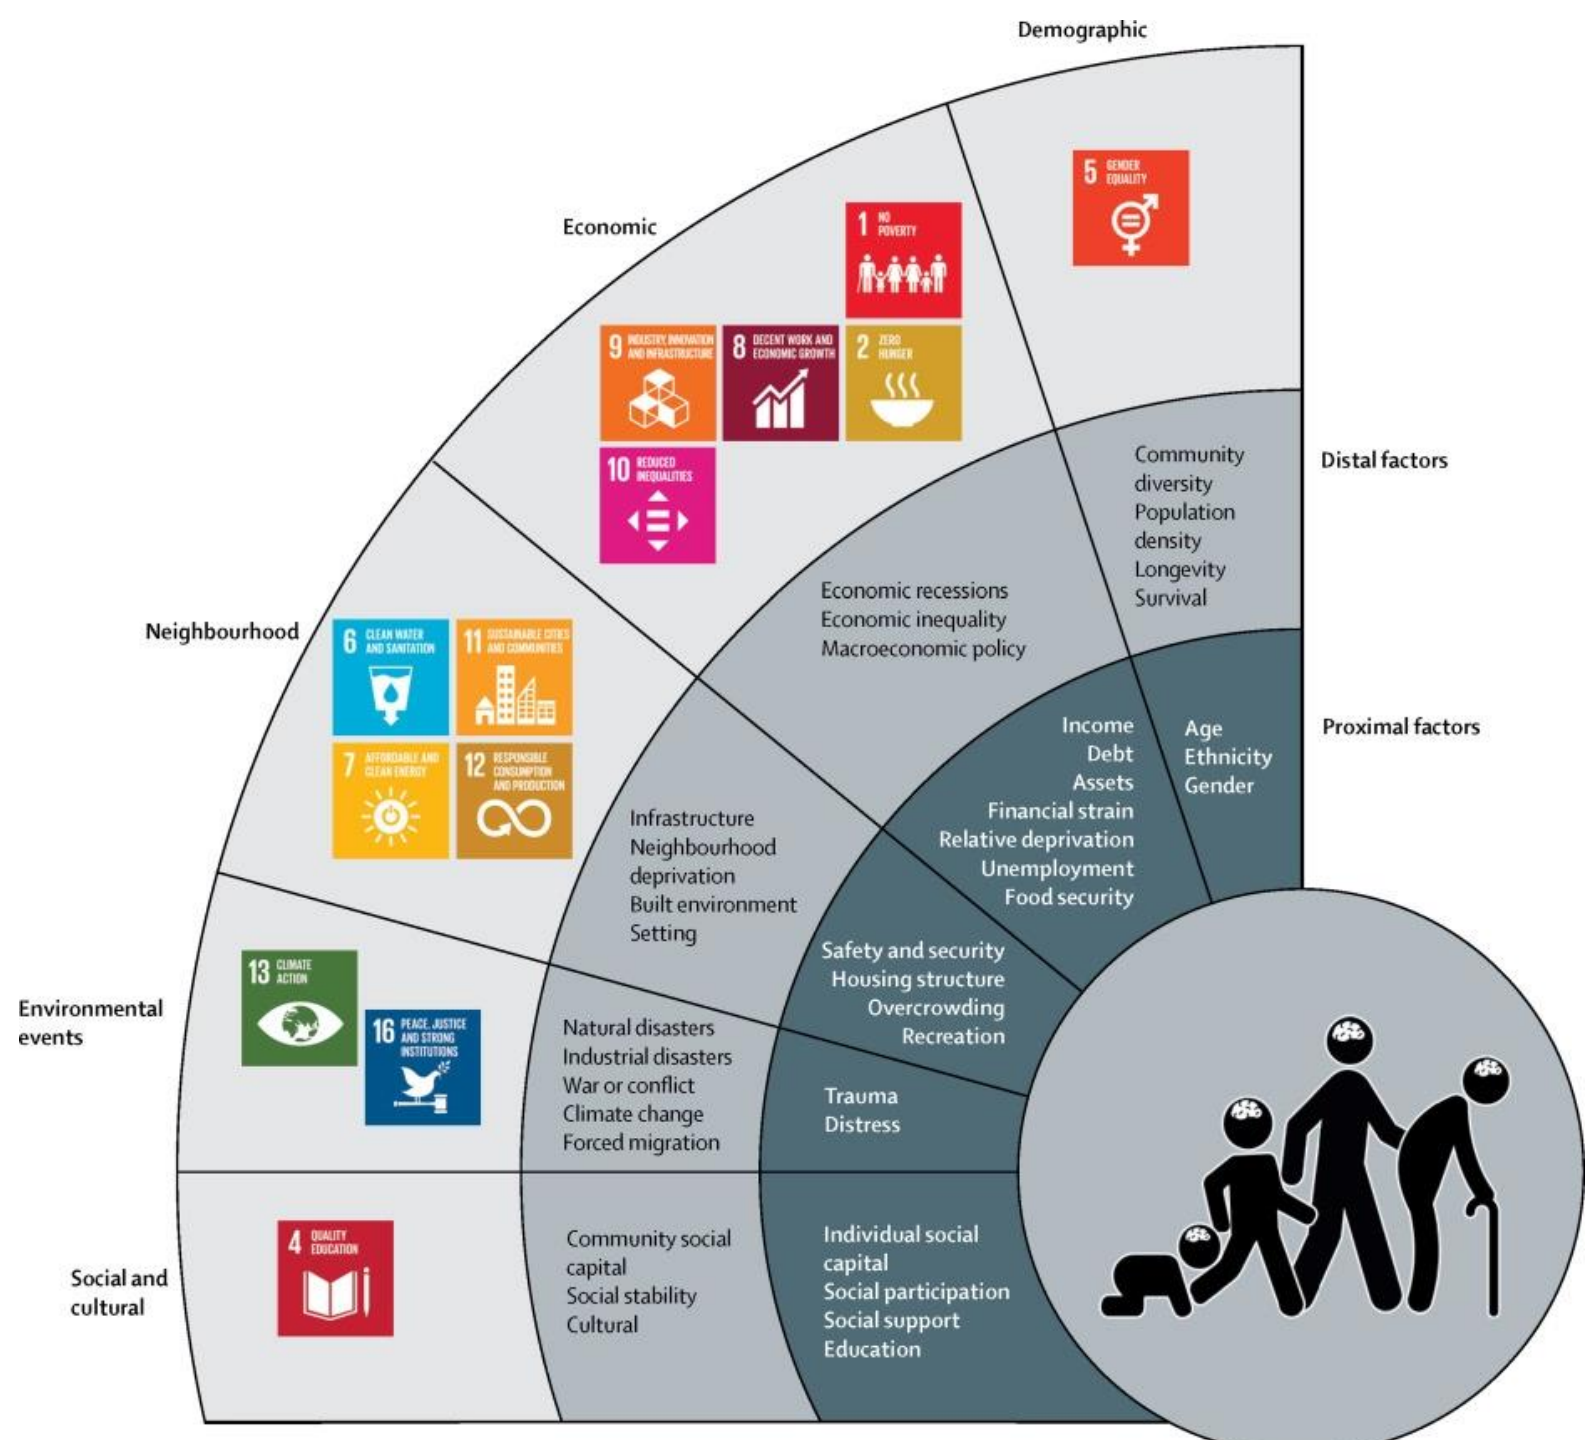 Demographic
5 GENDER
EQUALITY
Economic
1 NO
POVERTY
9 INDUSTRY, INNOVATION
AND INFRASTRUCTURE
8 DECENT WORK AND
ECONOMIC GROWTH
2 ZERO
HUNGER
10 REDUCED
INEQUALITIES
Community
diversity
Population
density
Longevity
Survival
Distal factors
Economic recessions
Economic inequality
Macroeconomic policy
Neighbourhood
6 CLEAN WATER
AND SANITATION
11 SUSTAINABLE CITIES
AND COMMUNITIES
7 AFFORDABLE AND
CLEAN ENERGY
12 RESPONSIBLE
CONSUMPTION
AND PRODUCTION
Income
Debt
Assets
Financial strain
Relative deprivation
Unemployment
Food security
Age
Ethnicity
Gender
Proximal factors
Infrastructure
Neighbourhood
deprivation
Built environment
Setting
Safety and security
Housing structure
Overcrowding
Recreation
Environmental
events
13 CLIMATE
ACTION
16 PEACE, JUSTICE
AND STRONG
INSTITUTIONS
Natural disasters
Industrial disasters
War or conflict
Climate change
Forced migration
Trauma
Distress
Social and
cultural
4 QUALITY
EDUCATION
Community social
capital
Social stability
Cultural
Individual social
capital
Social participation
Social support
Education